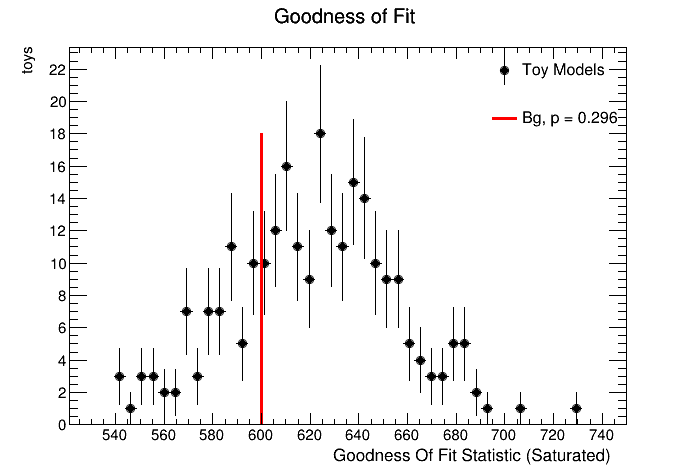 Goodness of Fit
toys
Toy Models
Bg, p = 0.296
22
20
18
16
14
12
10
8
6
4
2
0
540 560 580 600 620 640 660 680 700 720 740
Goodness Of Fit Statistic (Saturated)